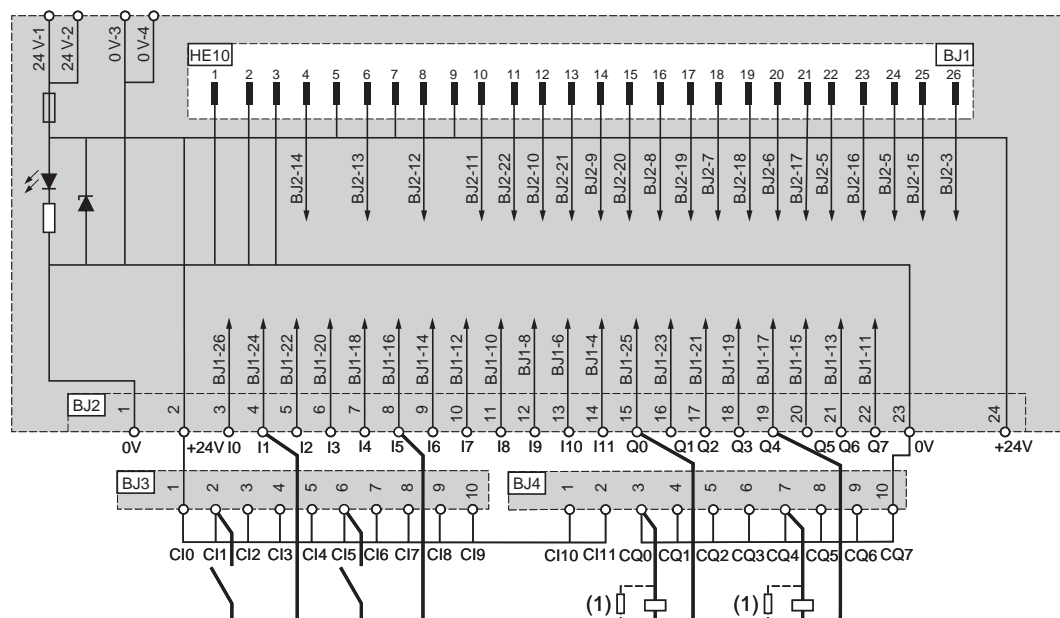 24 V-1
24 V-2
0 V-3
0 V-4
HE10
BJ1
1 2 3 4 5 6 7 8 9 10 11 12 13 14 15 16 17 18 19 20 21 22 23 24 25 26
BJ2-14
BJ2-13
BJ2-12
BJ2-11
BJ2-22
BJ2-10
BJ2-21
BJ2-9
BJ2-20
BJ2-8
BJ2-19
BJ2-7
BJ2-18
BJ2-6
BJ2-17
BJ2-5
BJ2-16
BJ2-5
BJ2-15
BJ2-3
BJ1-26
BJ1-24
BJ1-22
BJ1-20
BJ1-18
BJ1-16
BJ1-14
BJ1-12
BJ1-10
BJ1-8
BJ1-6
BJ1-4
BJ1-25
BJ1-23
BJ1-21
BJ1-19
BJ1-17
BJ1-15
BJ1-13
BJ1-11
BJ2
1 2 3 4 5 6 7 8 9 10 11 12 13 14 15 16 17 18 19 20 21 22 23 24
0V +24V I0 I1 I2 I3 I4 I5 I6 I7 I8 I9 I10 I11 Q0 Q1 Q2 Q3 Q4 Q5 Q6 Q7 0V +24V
BJ3
1 2 3 4 5 6 7 8 9 10
BJ4
1 2 3 4 5 6 7 8 9 10
CI0 CI1 CI2 CI3 CI4 CI5 CI6 CI7 CI8 CI9 CI10 CI11 CQ0 CQ1 CQ2 CQ3 CQ4 CQ5 CQ6 CQ7
(1) (1)